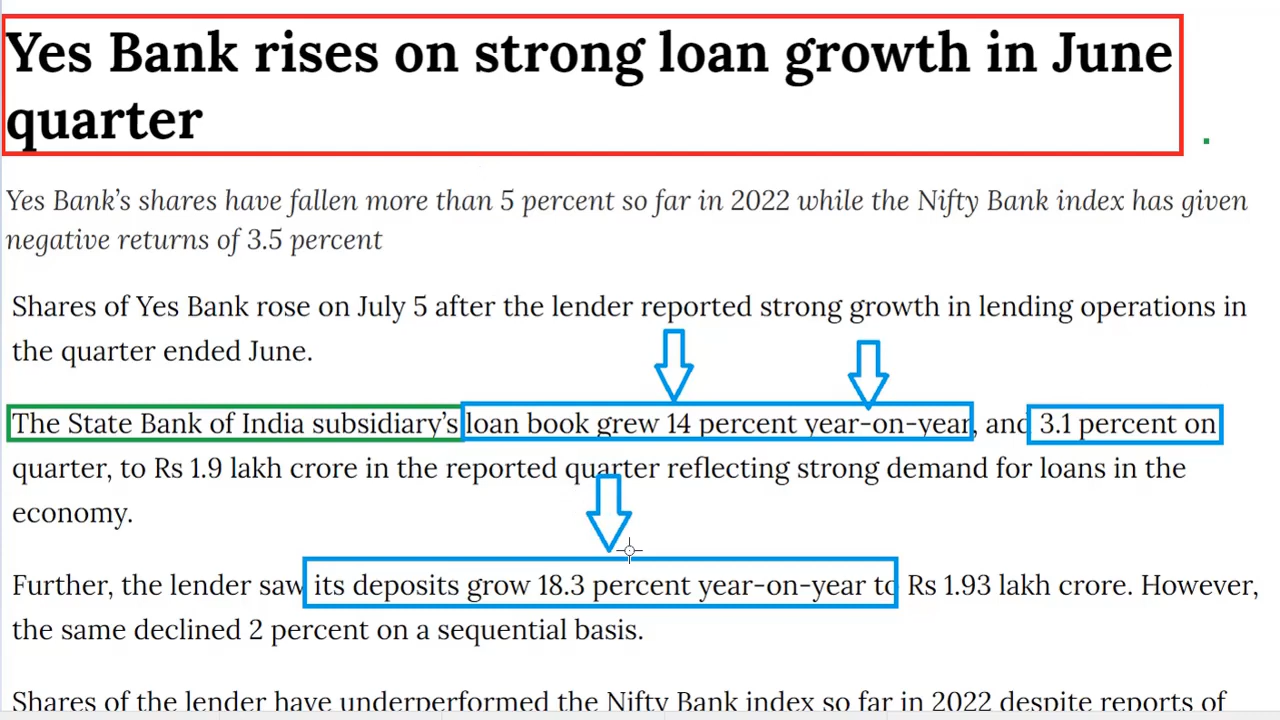 Yes Bank rises on strong loan growth in June
quarter
Yes Bank’s shares have fallen more than 5 percent so far in 2022 while the Nifty Bank index has given
negative returns of 3.5 percent
Shares of Yes Bank rose on July 5 after the lender reported strong growth in lending operations in
the quarter ended June.
The State Bank of India subsidiary’s loan book grew 14 percent year-on-year, and 3.1 percent on
quarter, to Rs 1.9 lakh crore in the reported quarter reflecting strong demand for loans in the
economy.
Further, the lender saw its deposits grow 18.3 percent year-on-year to Rs 1.93 lakh crore. However,
the same declined 2 percent on a sequential basis.
Shares of the lender have underperformed the Nifty Bank index so far in 2022 despite reports of